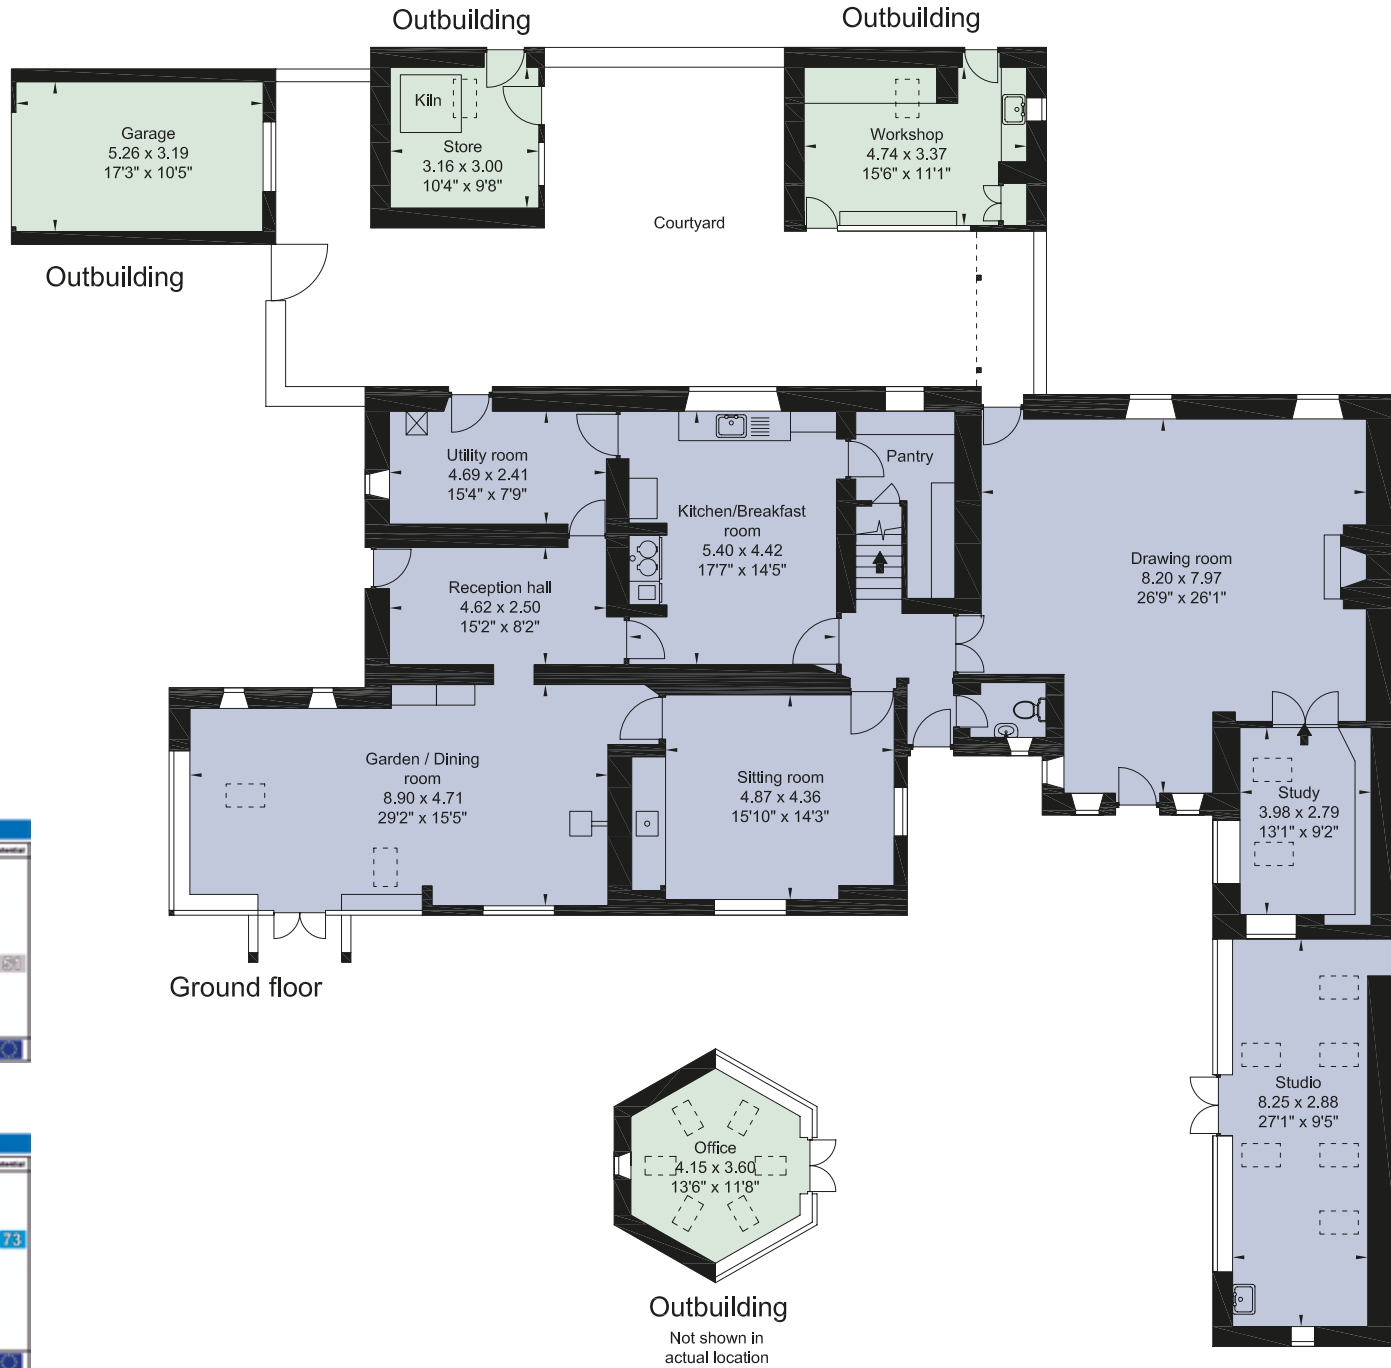 Outbuilding
Outbuilding
Kiln
Garage
5.26 x 3.19
17'3" x 10'5"
Store
3.16 x 3.00
10'4" x 9'8"
Workshop
4.74 x 3.37
15'6" x 11'1"
Courtyard
Outbuilding
Utility room
4.69 x 2.41
15'4" x 7'9"
Pantry
Kitchen/Breakfast
room
5.40 x 4.42
17'7" x 14'5"
Drawing room
8.20 x 7.97
26'9" x 26'1"
Reception hall
4.62 x 2.50
15'2" x 8'2"
Garden / Dining
room
8.90 x 4.71
29'2" x 15'5"
Sitting room
4.87 x 4.36
15'10" x 14'3"
Study
3.98 x 2.79
13'1" x 9'2"
Ground floor
Studio
8.25 x 2.88
27'1" x 9'5"
Office
4.15 x 3.60
13'6" x 11'8"
73
Outbuilding
Not shown in
actual location